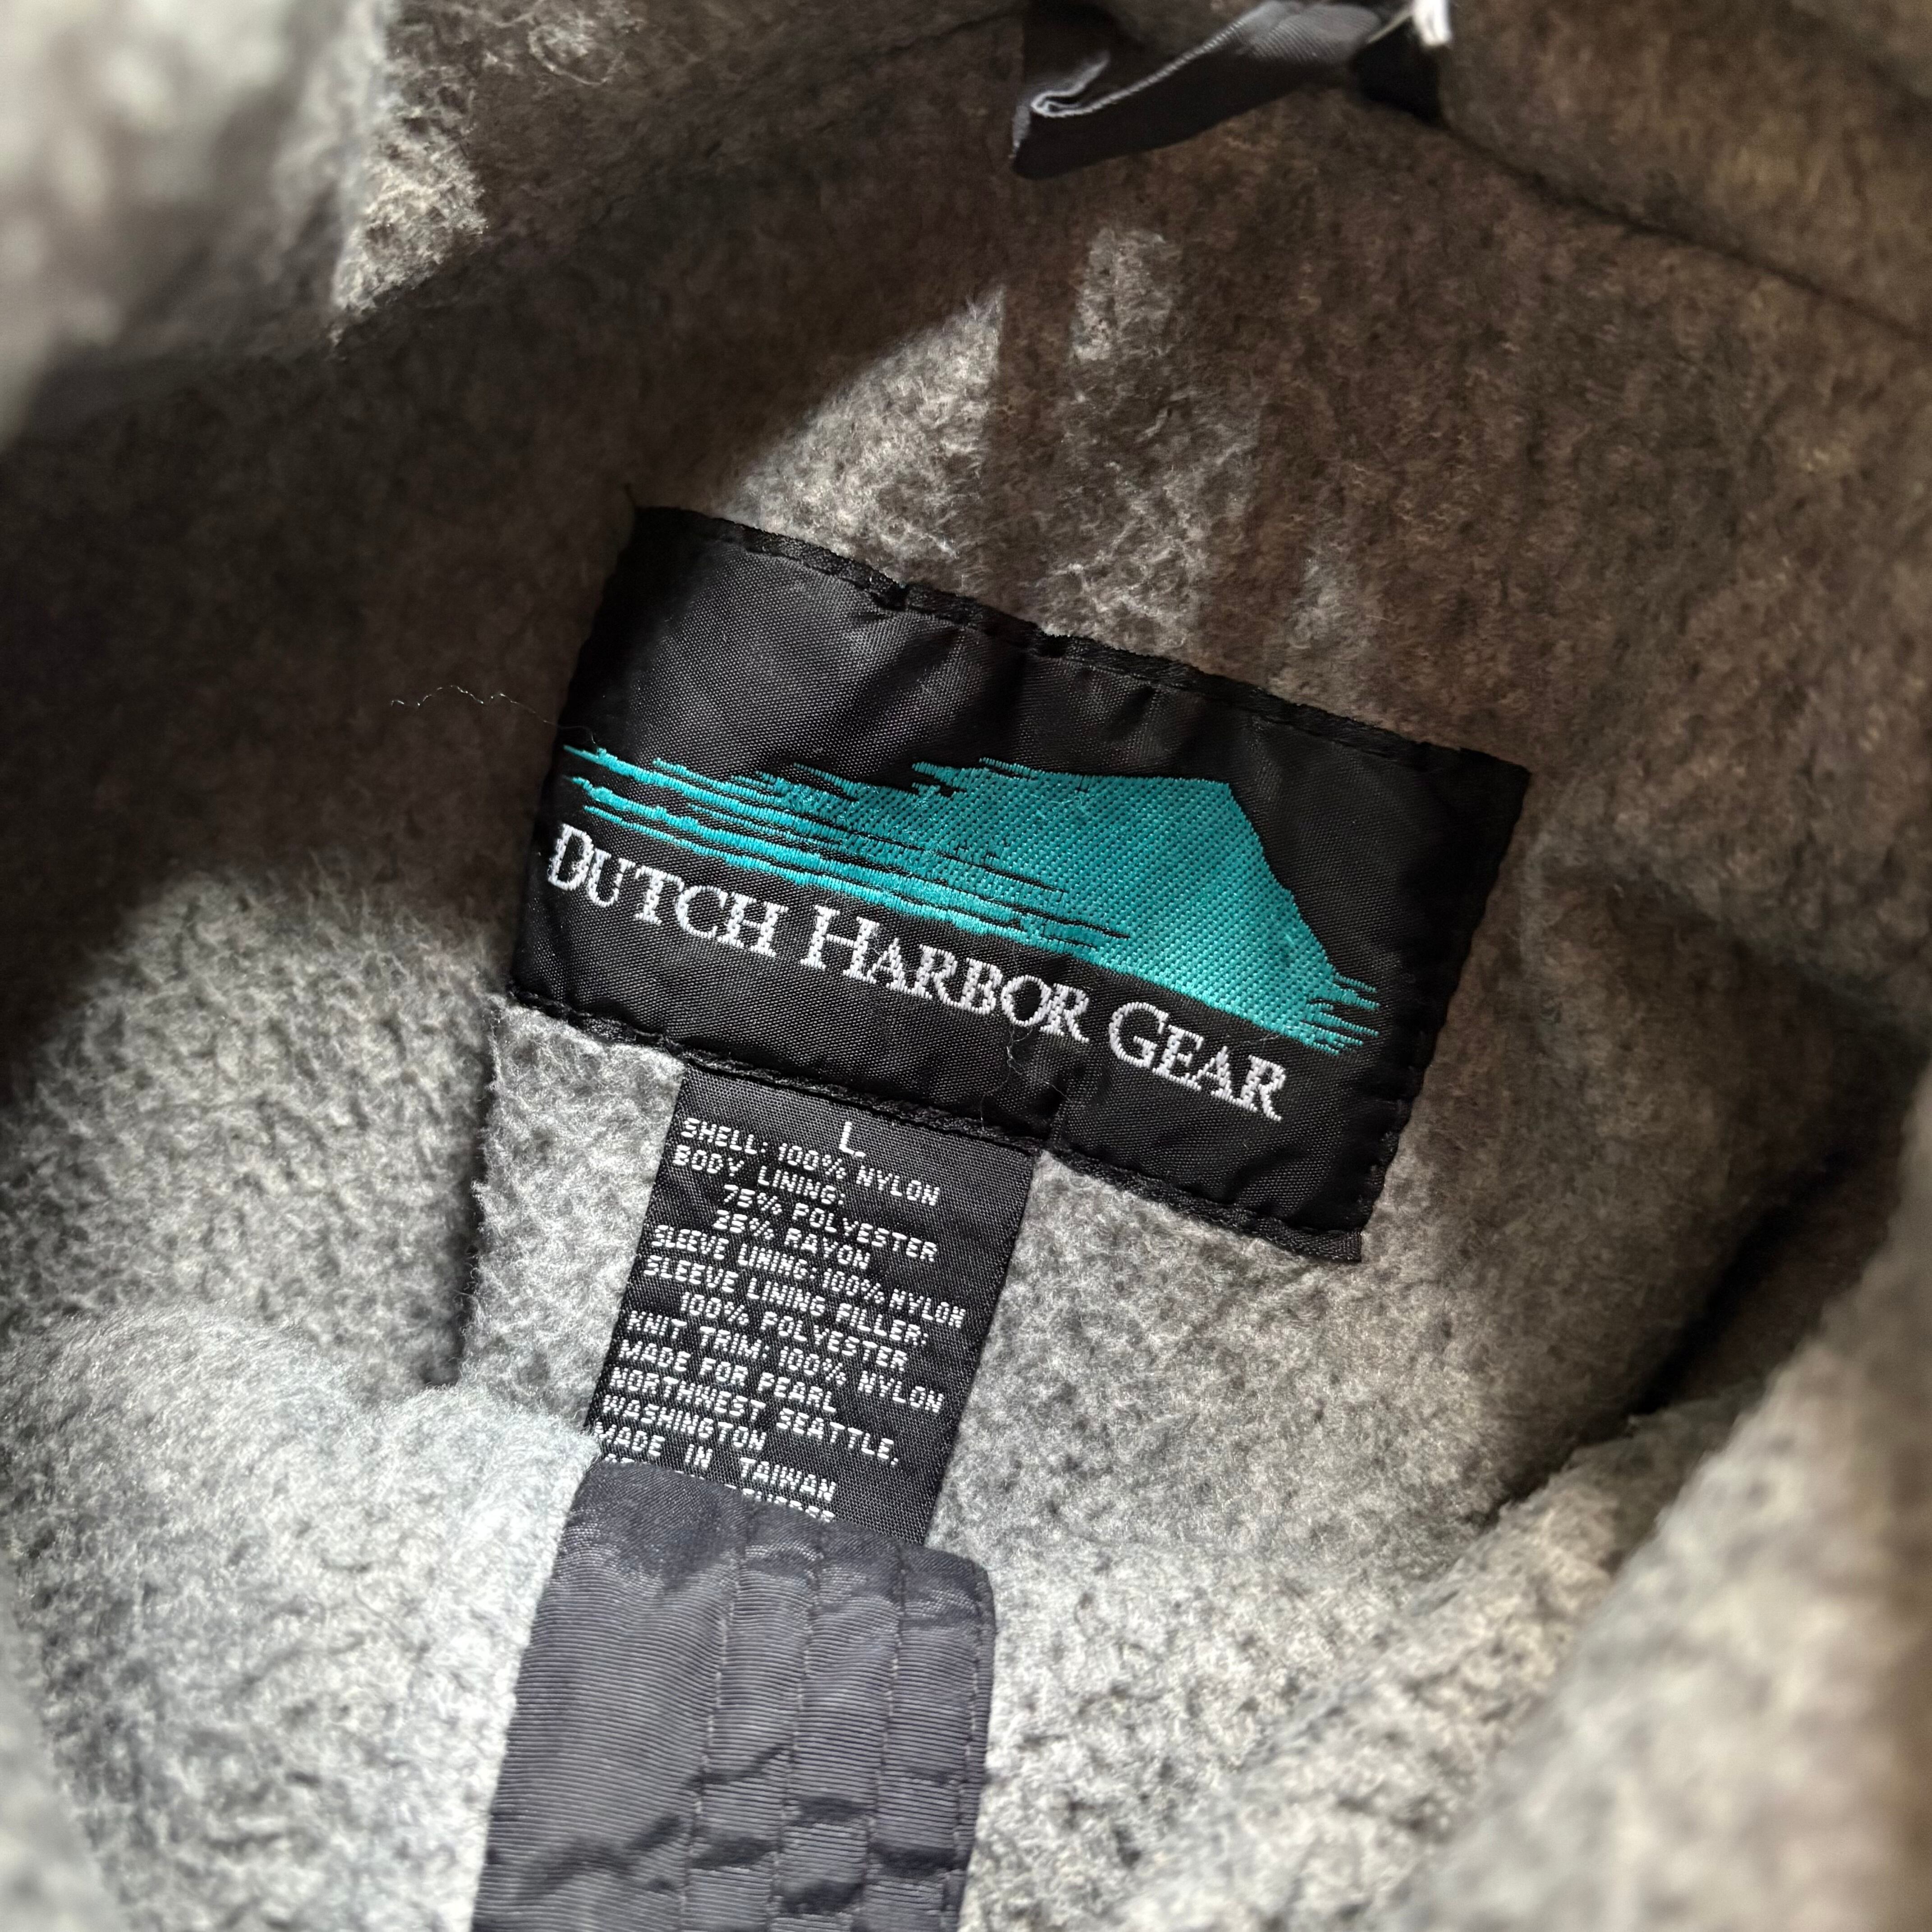 DUTCH HARBOR GEAR
L
SHELL: 100% NYLON
BODY LINING:
75% POLYESTER
25% RAYON
SLEEVE LINING: 100% NYLON
SLEEVE LINING FILLER:
100% POLYESTER
KNIT TRIM: 100% NYLON
MADE FOR PEARL
NORTHWEST SEATTLE,
WASHINGTON
MADE IN TAIWAN